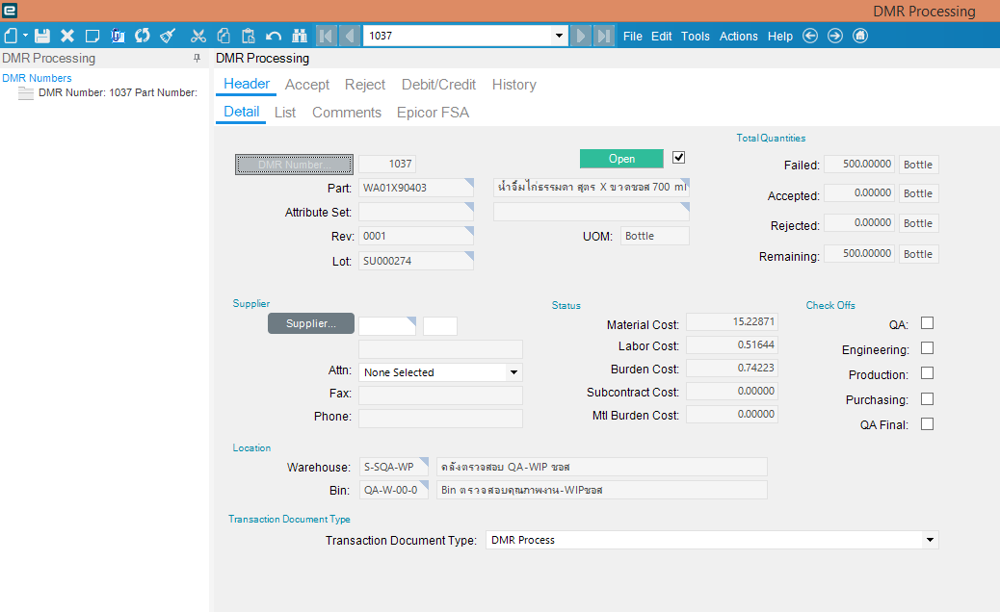 DMR Processing
1037
File Edit Tools Actions Help
DMR Processing
DMR Numbers
DMR Number: 1037 Part Number:
DMR Processing
Header Accept Reject Debit/Credit History
Detail List Comments Epicor FSA
Total Quantities
DMR Number... 1037 Open
Failed: 500.00000 Bottle
Part: WA01X90403 น้ำจิ้มไก่ธรรมดา สูตร X ขวดซอส 700 ml
Accepted: 0.00000 Bottle
Attribute Set:
Rejected: 0.00000 Bottle
Rev: 0001 UOM: Bottle
Lot: SU000274
Remaining: 500.00000 Bottle
Supplier
Supplier...
Attn: None Selected
Fax:
Phone:
Status
Material Cost: 15.22871
Labor Cost: 0.51644
Burden Cost: 0.74223
Subcontract Cost: 0.00000
Mtl Burden Cost: 0.00000
Check Offs
QA:
Engineering:
Production:
Purchasing:
QA Final:
Location
Warehouse: S-SQA-WP คลังตรวจสอบ QA-WIP ซอส
Bin: QA-W-00-0 Bin ตรวจสอบคุณภาพงาน-WIPซอส
Transaction Document Type
Transaction Document Type: DMR Process